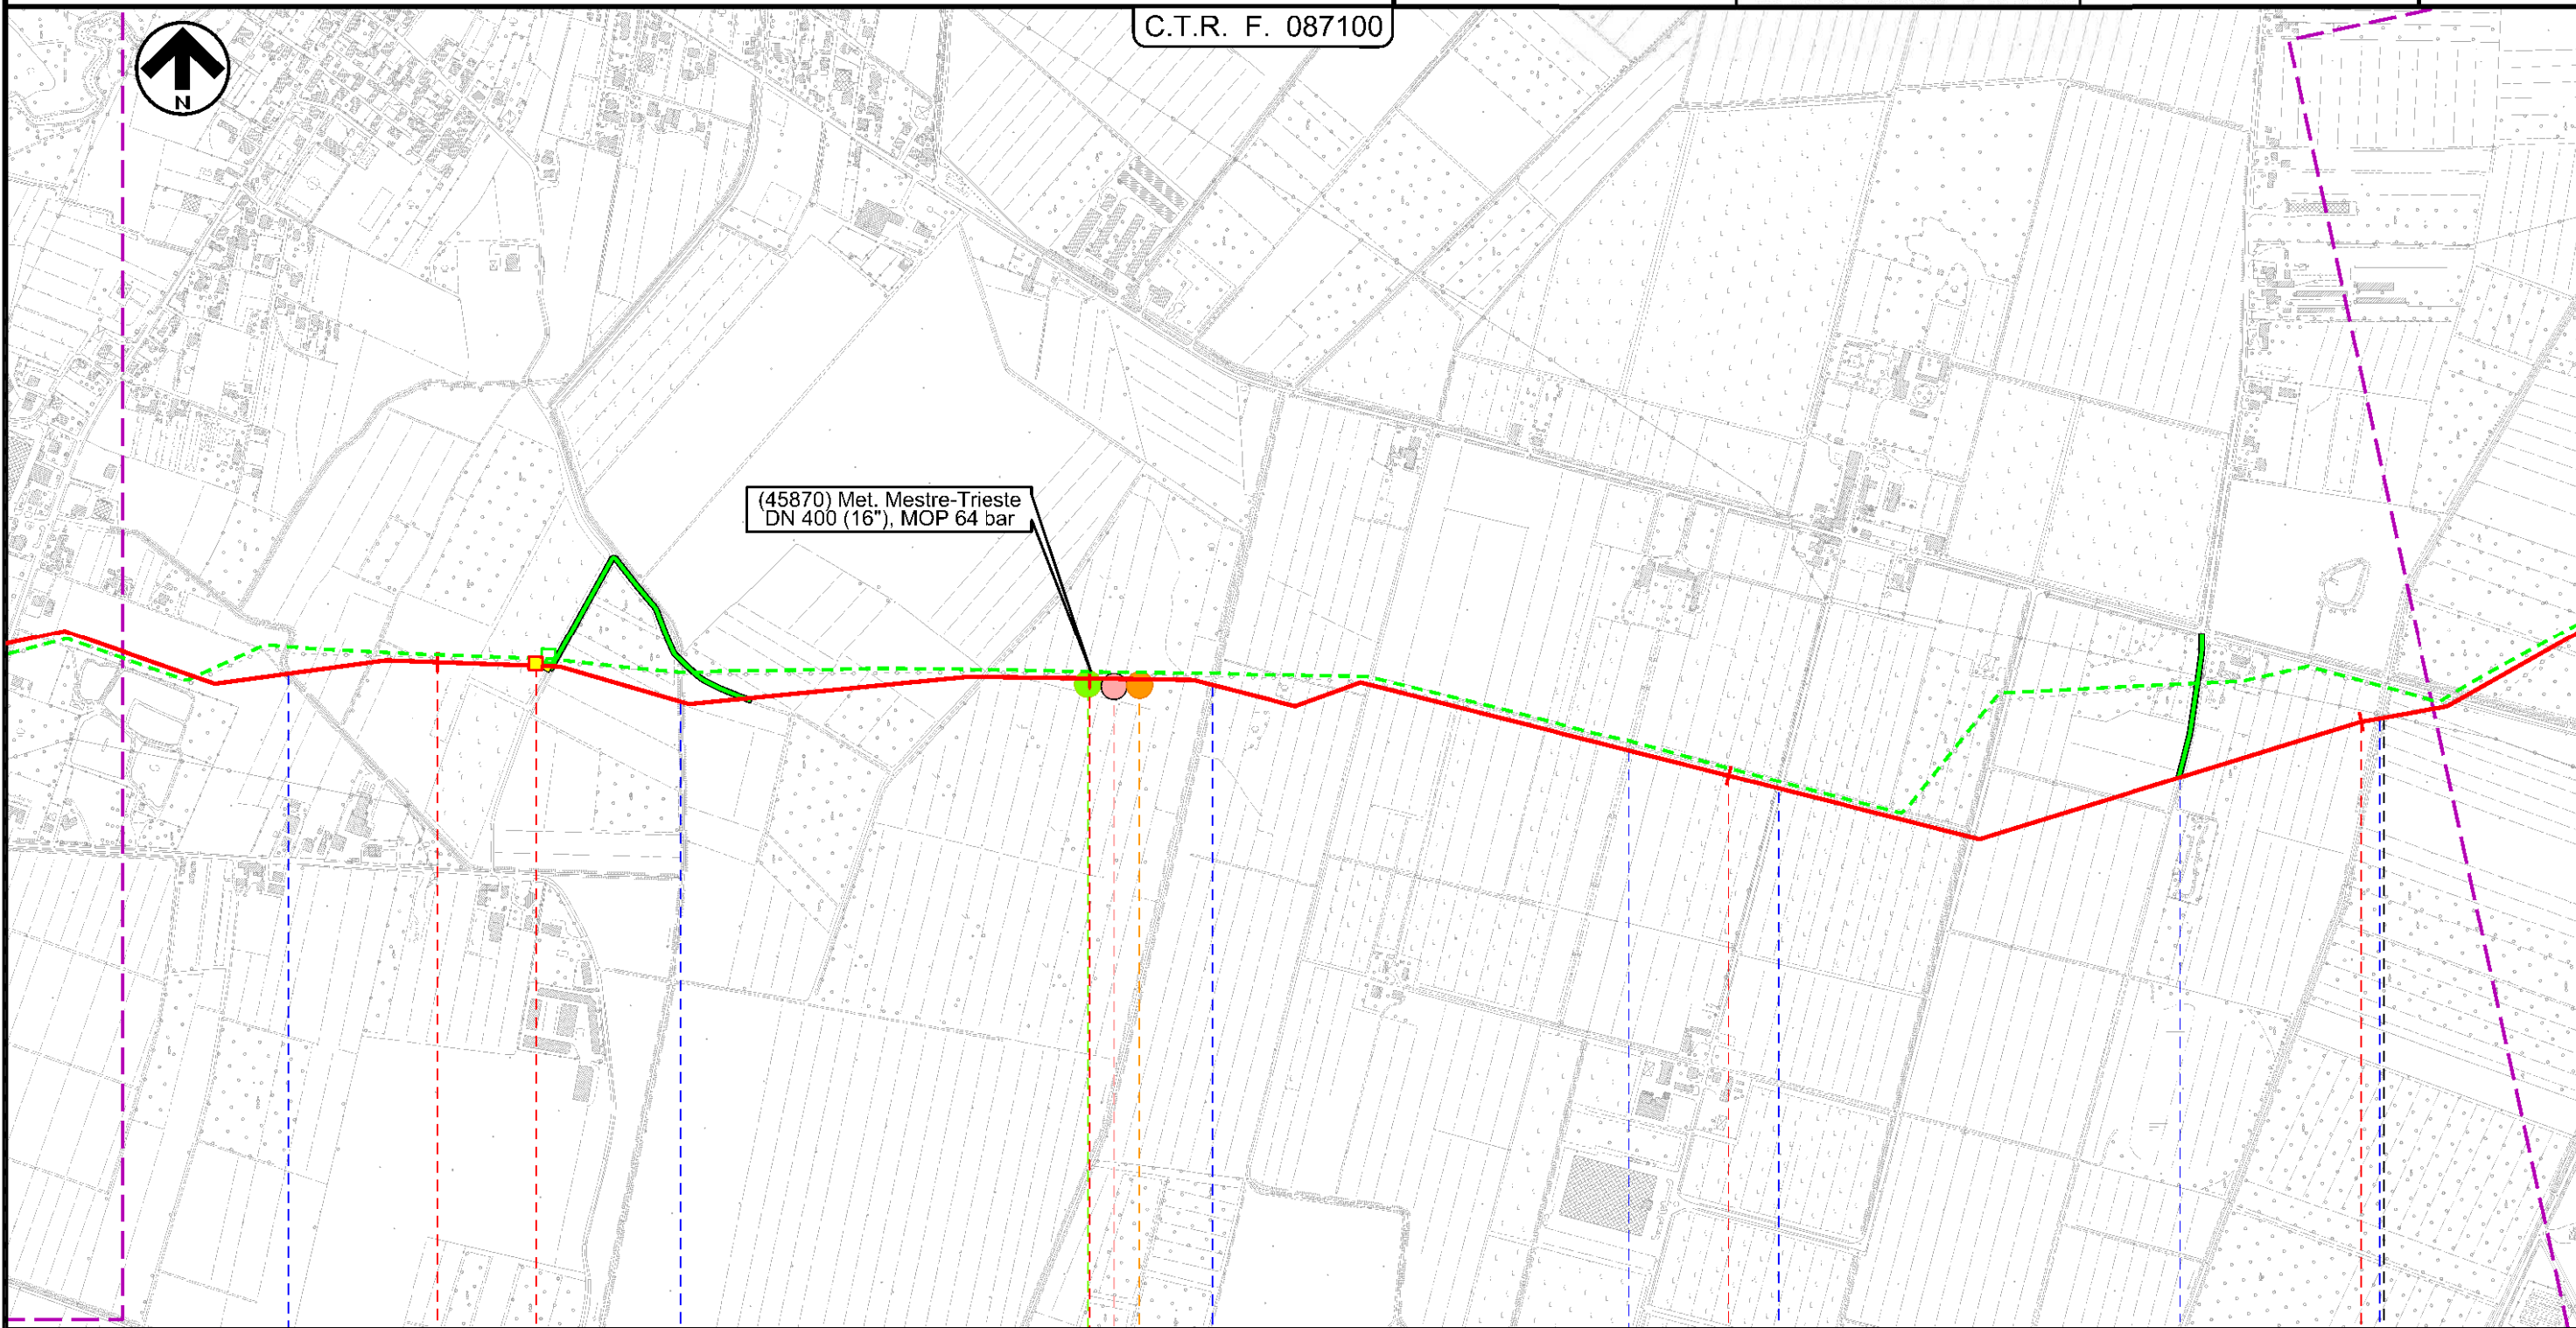 C.T.R. F. 087100
N
(45870) Met. Mestre-Trieste
DN 400 (16"), MOP 64 bar